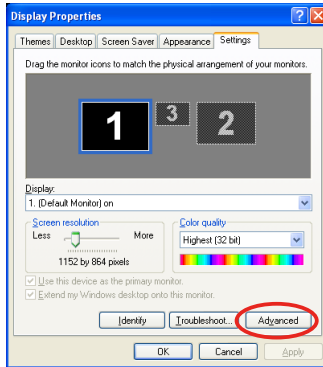 Display Properties
Themes Desktop Screen Saver Appearance Settings
Drag the monitor icons to match the physical arrangement of your monitors.
1 3 2
Display:
1. (Default Monitor) on
Screen resolution
Less More
1152 by 864 pixels
Color quality
Highest (32 bit)
Use this device as the primary monitor.
Extend my Windows desktop onto this monitor.
Identify Troubleshoot... Advanced
OK Cancel Apply